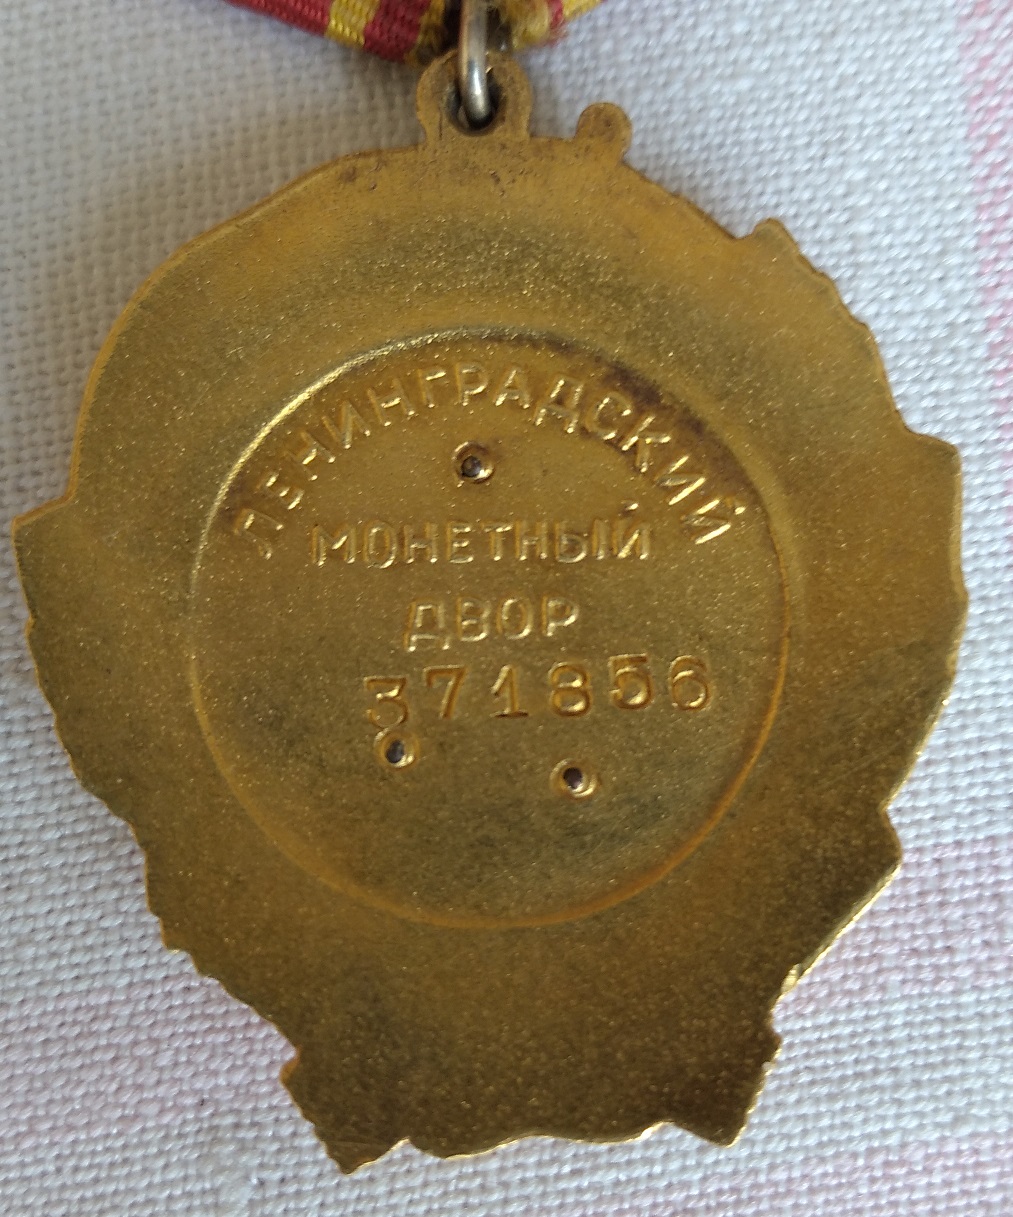 ЛЕНИНГРАДСКИЙ
МОНЕТНЫЙ
ДВОР
371856